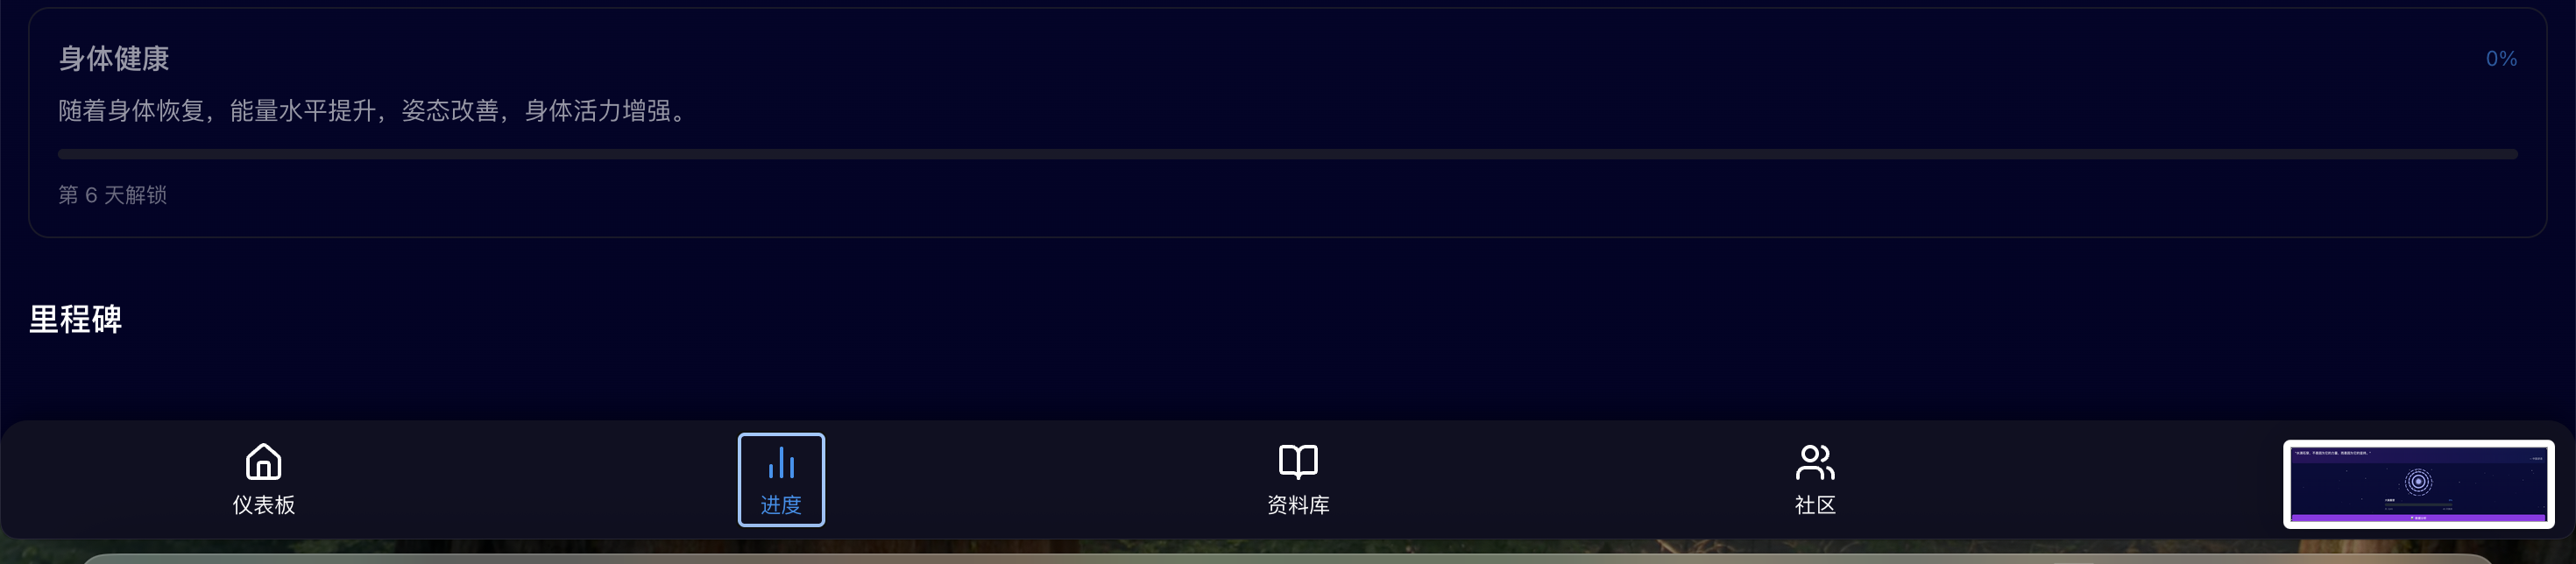 身体健康
0%
随着身体恢复，能量水平提升，姿态改善，身体活力增强。
第 6 天解锁
里程碑
仪表板
进度
资料库
社区